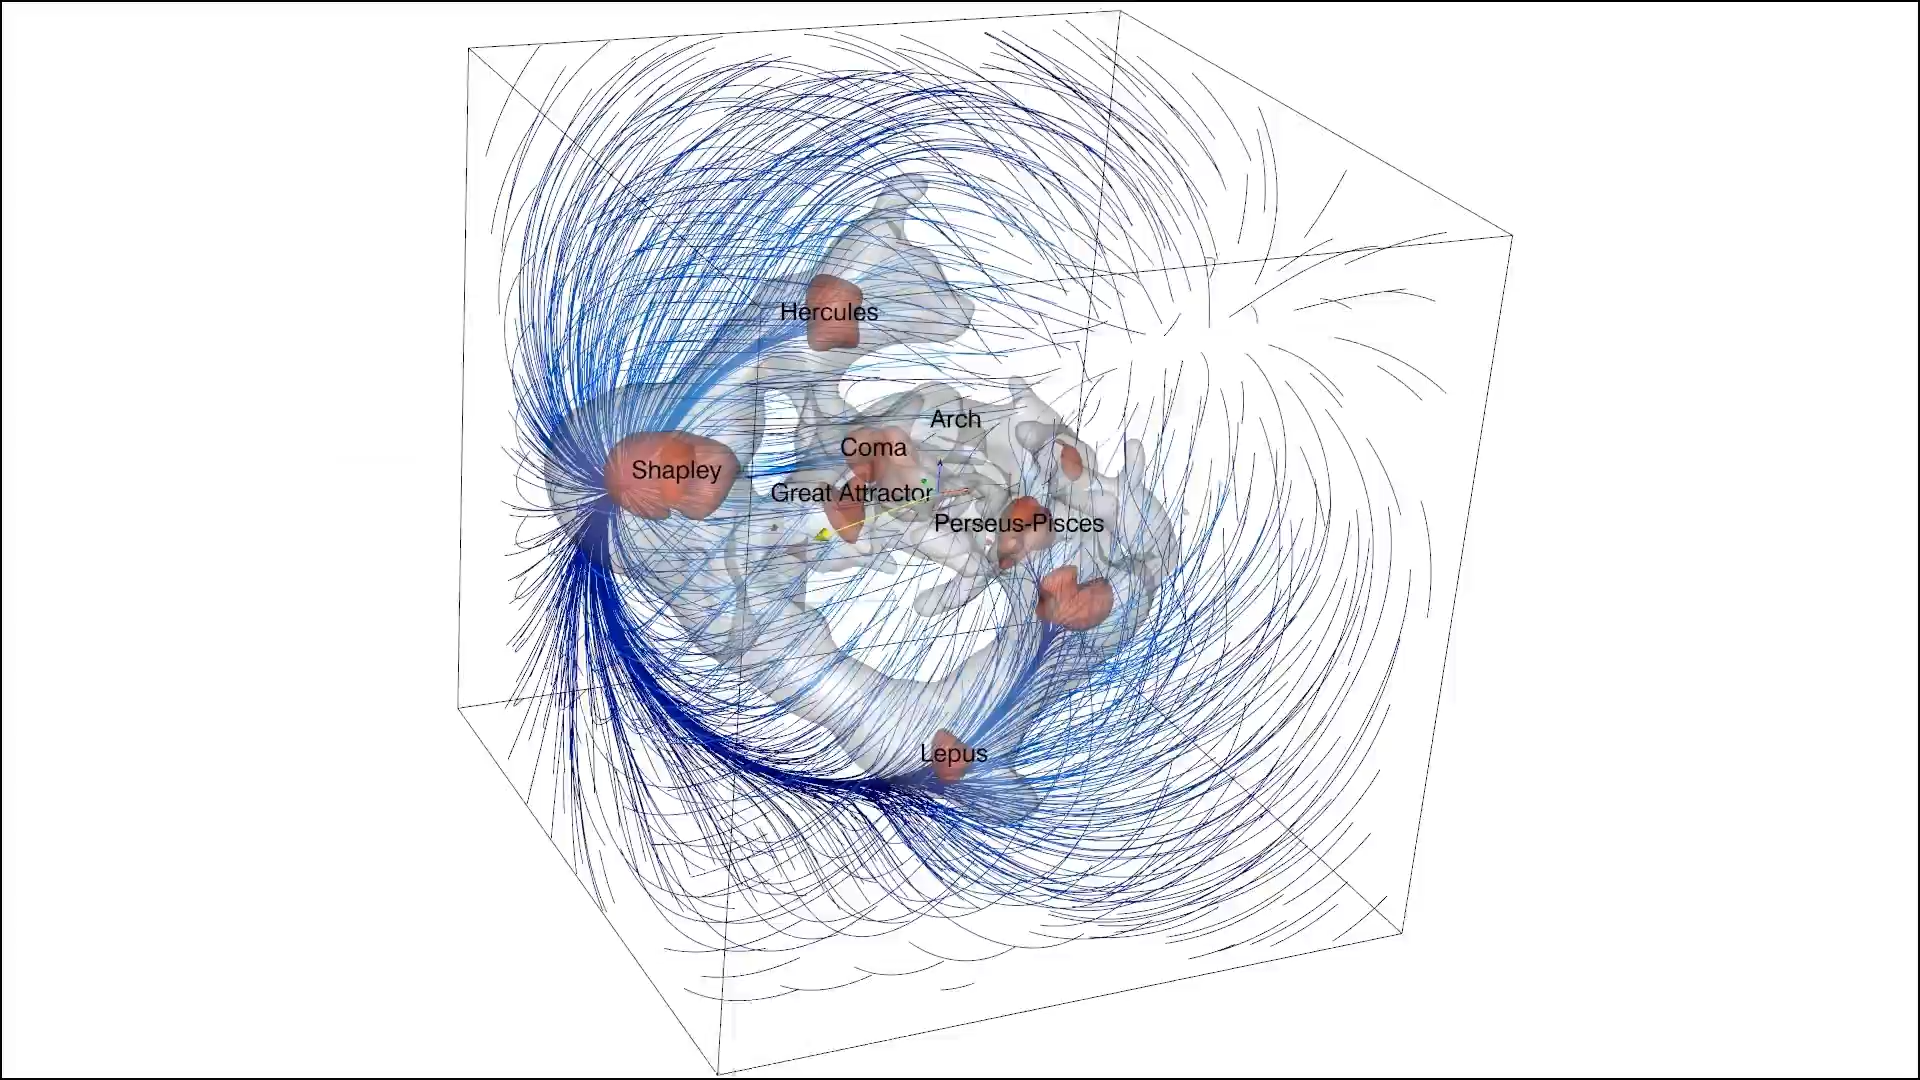 Hercules
Arch
Coma
Shapley
Great Attractor
Perseus-Pisces
Lepus